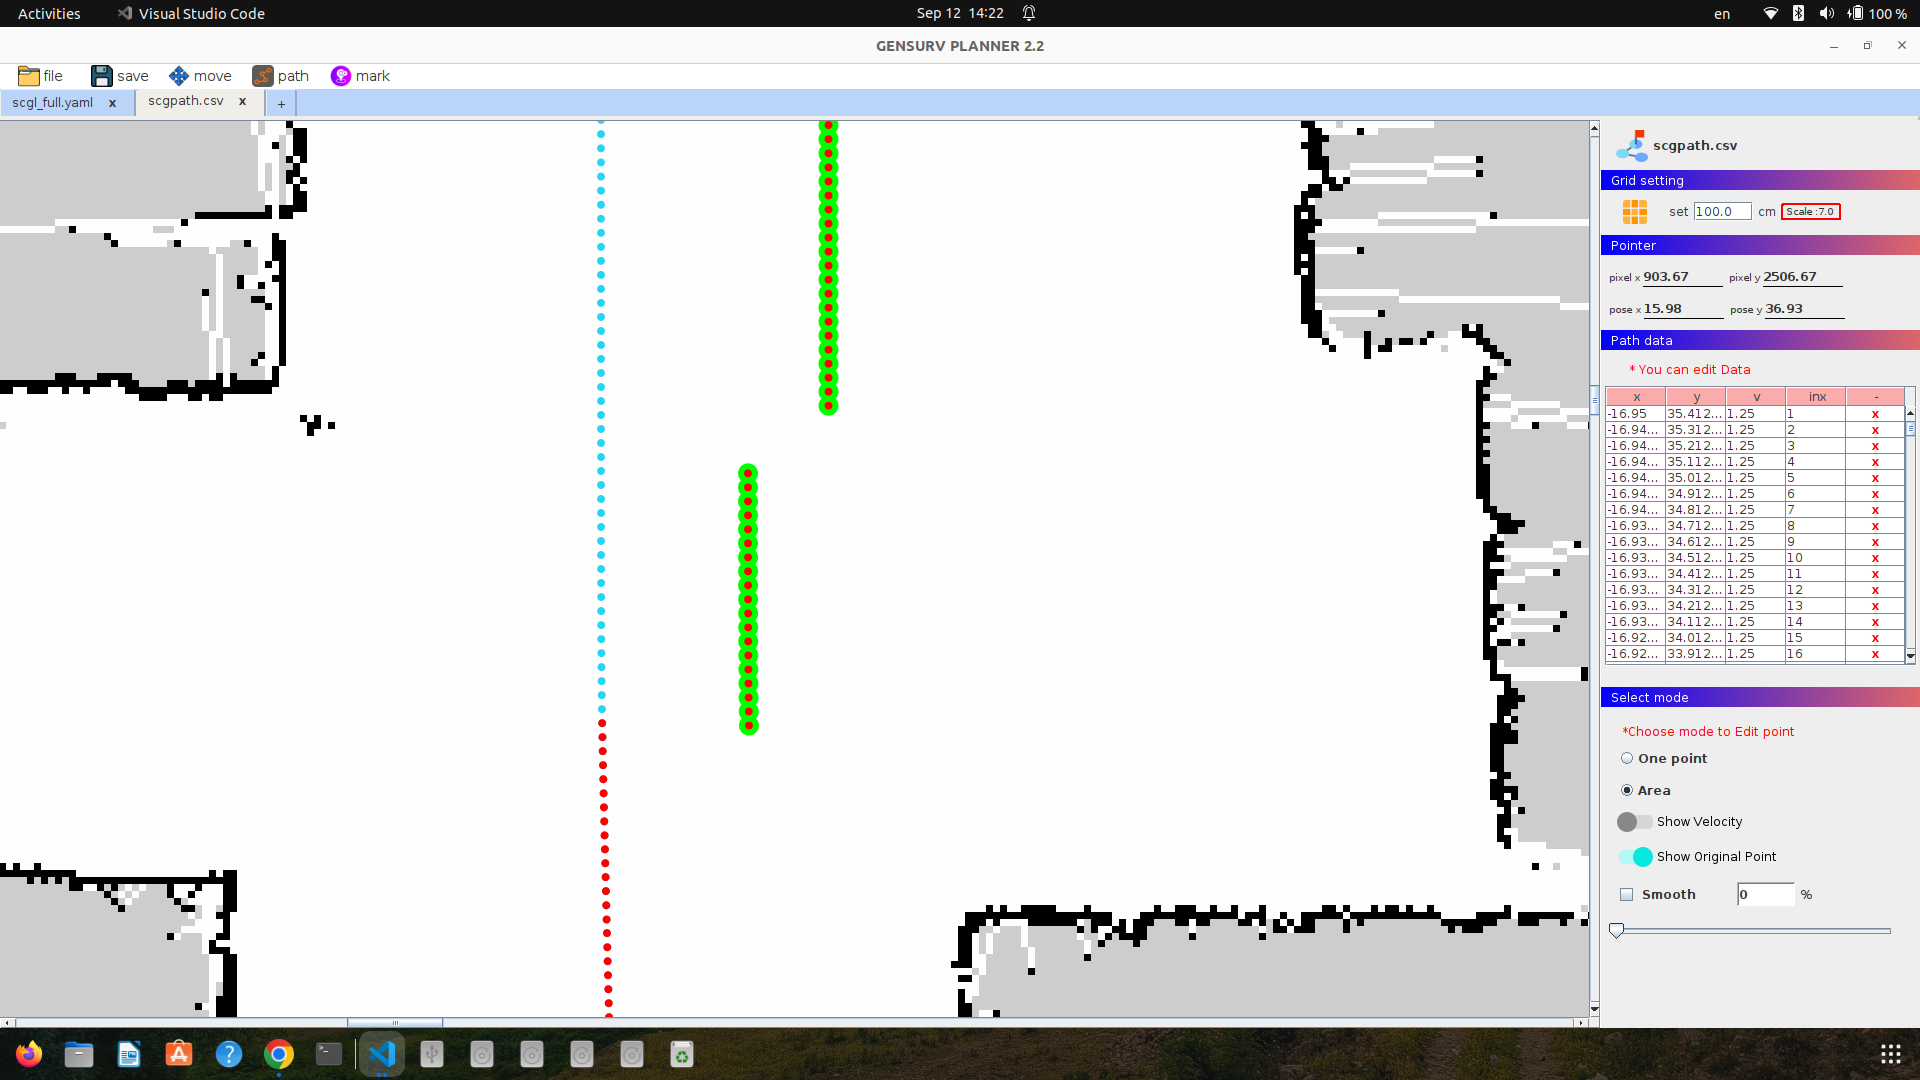 Activities Visual Studio Code Sep 12 14:22 en 100 %
GENSURV PLANNER 2.2
file save move path mark
scgl_full.yaml x scgpath.csv x +
scgpath.csv
Grid setting
set 100.0 cm Scale :7.0
Pointer
pixel x 903.67 pixel y 2506.67
pose x 15.98 pose y 36.93
Path data
* You can edit Data
x y v inx -
-16.95 35.412... 1.25 1 x
-16.94... 35.312... 1.25 2 x
-16.94... 35.212... 1.25 3 x
-16.94... 35.112... 1.25 4 x
-16.94... 35.012... 1.25 5 x
-16.94... 34.912... 1.25 6 x
-16.94... 34.812... 1.25 7 x
-16.93... 34.712... 1.25 8 x
-16.93... 34.612... 1.25 9 x
-16.93... 34.512... 1.25 10 x
-16.93... 34.412... 1.25 11 x
-16.93... 34.312... 1.25 12 x
-16.93... 34.212... 1.25 13 x
-16.93... 34.112... 1.25 14 x
-16.92... 34.012... 1.25 15 x
-16.92... 33.912... 1.25 16 x
Select mode
*Choose mode to Edit point
One point
Area
Show Velocity
Show Original Point
Smooth 0 %